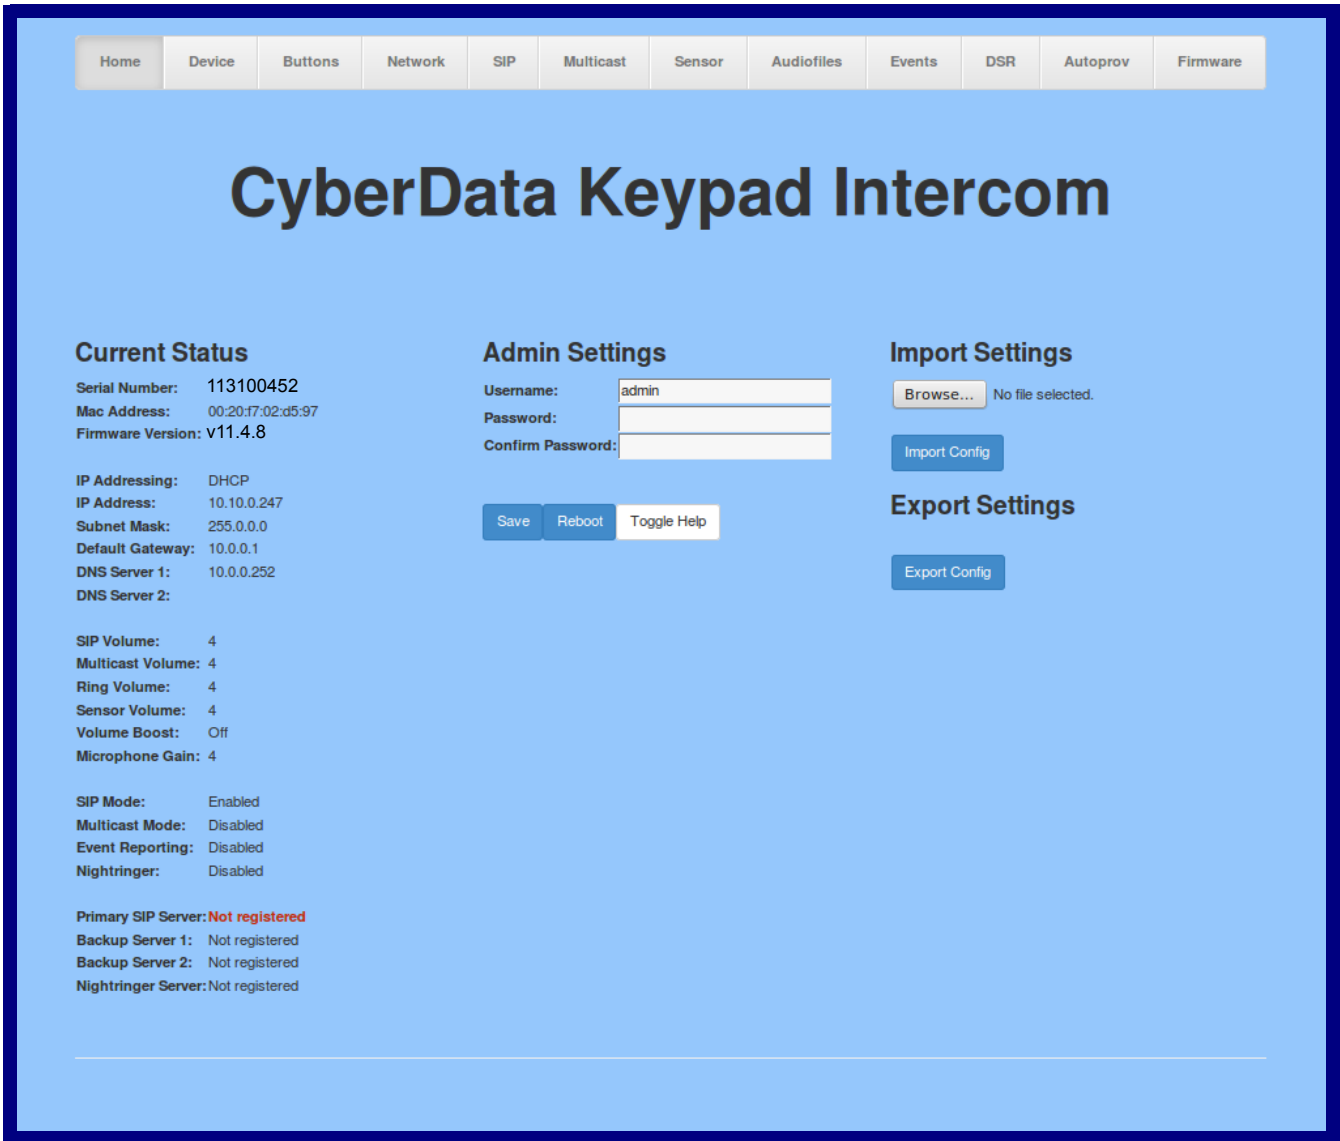 Home Device Buttons Network SIP Multicast Sensor Audiofiles Events DSR Autoprov Firmware
CyberData Keypad Intercom
Current Status
Serial Number: 113100452
Mac Address: 00:20:f7:02:d5:97
Firmware Version: v11.4.8
IP Addressing: DHCP
IP Address: 10.10.0.247
Subnet Mask: 255.0.0.0
Default Gateway: 10.0.0.1
DNS Server 1: 10.0.0.252
DNS Server 2:
SIP Volume: 4
Multicast Volume: 4
Ring Volume: 4
Sensor Volume: 4
Volume Boost: Off
Microphone Gain: 4
SIP Mode: Enabled
Multicast Mode: Disabled
Event Reporting: Disabled
Nightringer: Disabled
Primary SIP Server: Not registered
Backup Server 1: Not registered
Backup Server 2: Not registered
Nightringer Server: Not registered
Admin Settings
Username: admin
Password:
Confirm Password:
Save Reboot Toggle Help
Import Settings
Browse... No file selected.
Import Config
Export Settings
Export Config